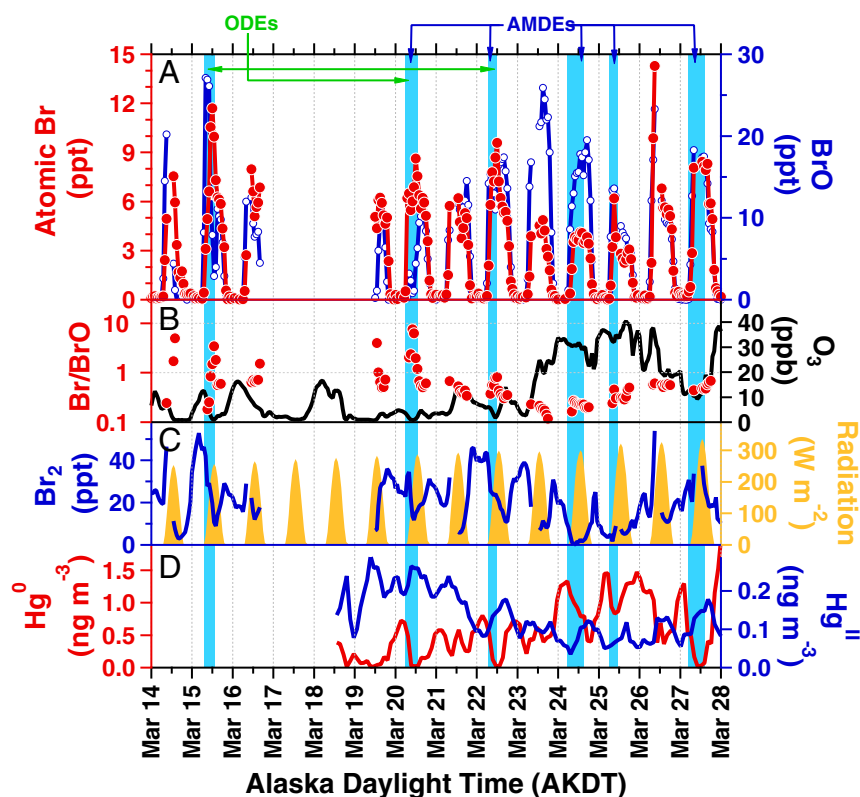 ODEs
AMDEs
A
15
12
9
6
3
0
Atomic Br
(ppt)
30
20
10
0
BrO
(ppt)
B
10
1
0.1
Br/BrO
40
30
20
10
0
O3
(ppb)
C
40
20
0
Br2
(ppt)
300
200
100
0
Radiation
(W m-2)
D
1.5
1.0
0.5
0.0
Hg0
(ng m-3)
0.2
0.1
0.0
HgII
(ng m-3)
Mar 14
Mar 15
Mar 16
Mar 17
Mar 18
Mar 19
Mar 20
Mar 21
Mar 22
Mar 23
Mar 24
Mar 25
Mar 26
Mar 27
Mar 28
Alaska Daylight Time (AKDT)